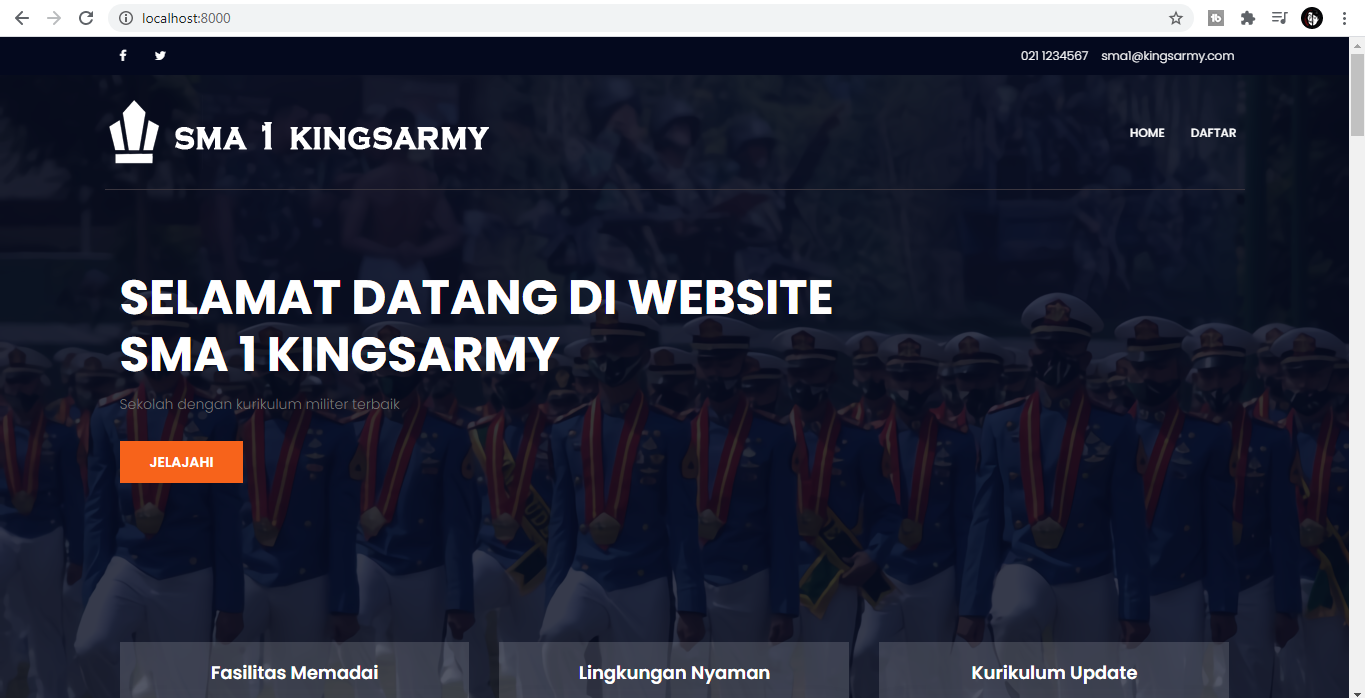 localhost:8000
021 1234567 sma1@kingsarmy.com
SMA 1 KINGSARMY
HOME DAFTAR
SELAMAT DATANG DI WEBSITE
SMA 1 KINGSARMY
Sekolah dengan kurikulum militer terbaik
JELAJAHI
Fasilitas Memadai
Lingkungan Nyaman
Kurikulum Update